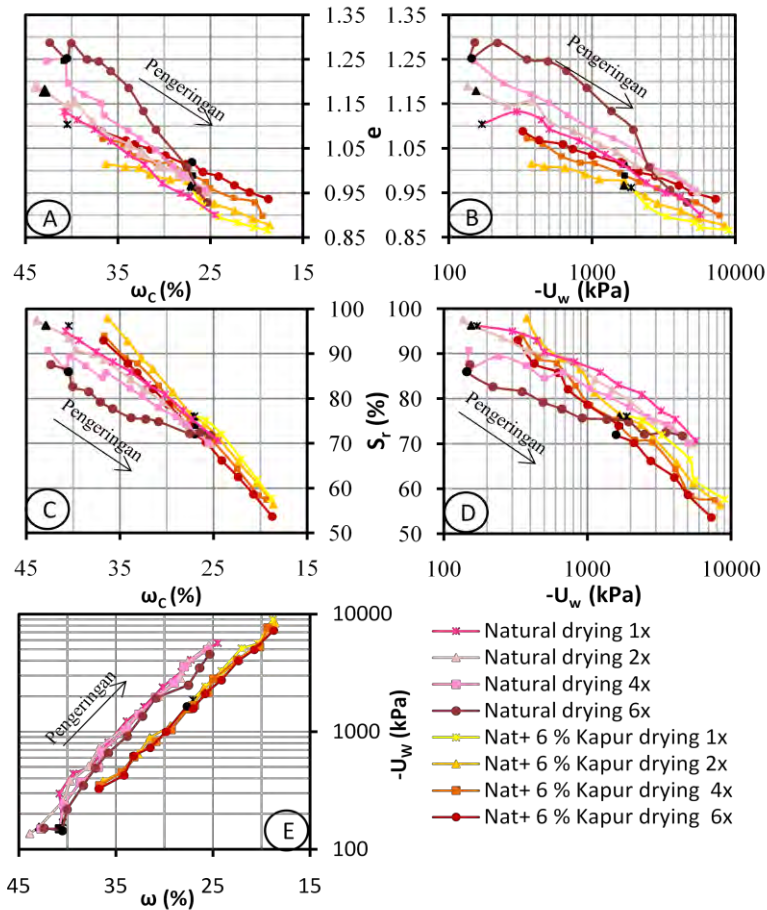 1.35
1.25
1.15
1.05
0.95
0.85
e
45
35
25
15
ω_C (%)
Pengeringan
A
1.35
1.25
1.15
1.05
0.95
0.85
e
100
1000
10000
-U_w (kPa)
Pengeringan
B
100
90
80
70
60
50
45
35
25
15
ω_C (%)
Pengeringan
C
S_r (%)
100
90
80
70
60
50
100
1000
10000
-U_w (kPa)
Pengeringan
D
10000
1000
100
-U_W (kPa)
45
35
25
15
ω (%)
Pengeringan
E
Natural drying 1x
Natural drying 2x
Natural drying 4x
Natural drying 6x
Nat+ 6 % Kapur drying 1x
Nat+ 6 % Kapur drying 2x
Nat+ 6 % Kapur drying 4x
Nat+ 6 % Kapur drying 6x